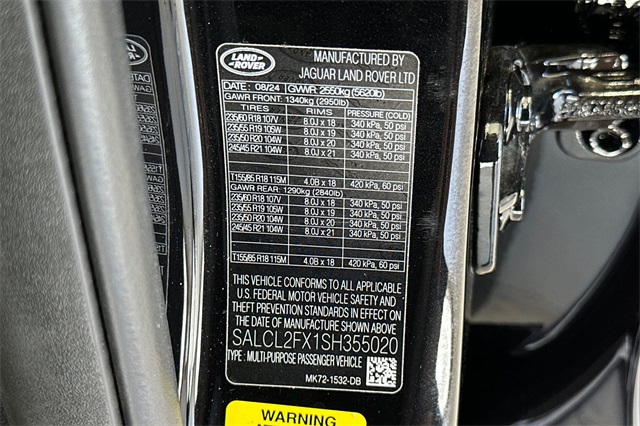 LAND
ROVER
MANUFACTURED BY
JAGUAR LAND ROVER LTD
DATE: 08/24 GVWR 2550kg (5620lb)
GAWR FRONT: 1340kg (2950lb)
TIRES RIMS PRESSURE (COLD)
235/60 R18 107V 8.0J x 18 340 kPa, 50 psi
235/55 R19 105W 8.0J x 19 340 kPa, 50 psi
235/50 R20 104W 8.0J x 20 340 kPa, 50 psi
245/45 R21 104W 8.0J x 21 340 kPa, 50 psi
T155/85 R18 115M 4.0B x 18 420 kPa, 60 psi
GAWR REAR: 1290kg (2840lb)
235/60 R18 107V 8.0J x 18 340 kPa, 50 psi
235/55 R19 105W 8.0J x 19 340 kPa, 50 psi
235/50 R20 104W 8.0J x 20 340 kPa, 50 psi
245/45 R21 104W 8.0J x 21 340 kPa, 50 psi
T155/85 R18 115M 4.0B x 18 420 kPa, 60 psi
THIS VEHICLE CONFORMS TO ALL APPLICABLE
U.S. FEDERAL MOTOR VEHICLE SAFETY AND
THEFT PREVENTION STANDARDS IN EFFECT ON
THE DATE OF MANUFACTURE SHOWN ABOVE
SALCL2FX1SH355020
TYPE: MULTI-PURPOSE PASSENGER VEHICLE
MK72-1532-DB
WARNING